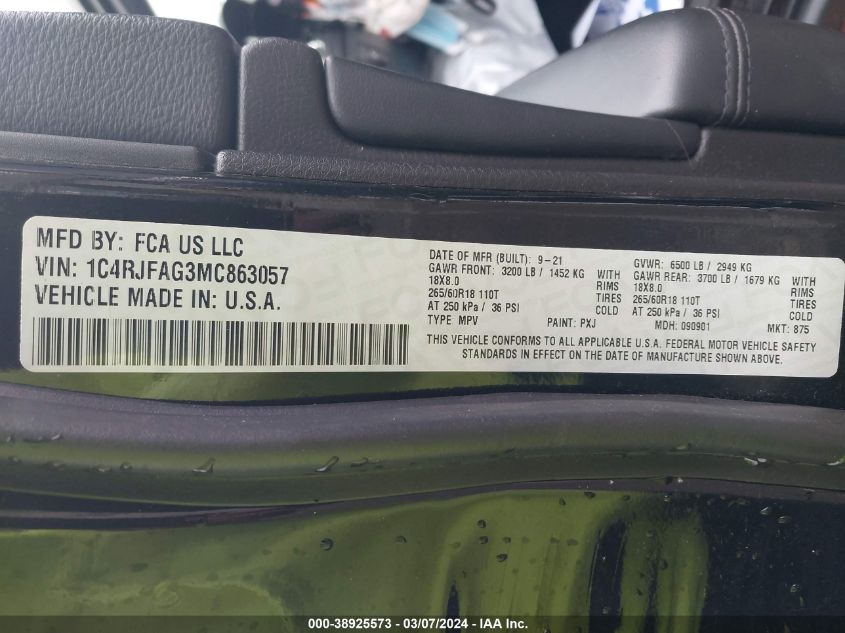 MFD BY: FCA US LLC
VIN: 1C4RJFAG3MC863057
VEHICLE MADE IN: U.S.A.
DATE OF MFR (BUILT): 9-21 GVWR: 6500 LB / 2949 KG
GAWR FRONT: 3200 LB / 1452 KG WITH GAWR REAR: 3700 LB / 1679 KG WITH
18X8.0 RIMS 18X8.0 RIMS
265/60R18 110T TIRES 265/60R18 110T TIRES
AT 250 kPa / 36 PSI COLD AT 250 kPa / 36 PSI COLD
TYPE: MPV PAINT: PXJ MDH: 090901 MKT: 875
THIS VEHICLE CONFORMS TO ALL APPLICABLE U.S.A. FEDERAL MOTOR VEHICLE SAFETY
STANDARDS IN EFFECT ON THE DATE OF MANUFACTURE SHOWN ABOVE.
000-38925573 - 03/07/2024 - IAA Inc.